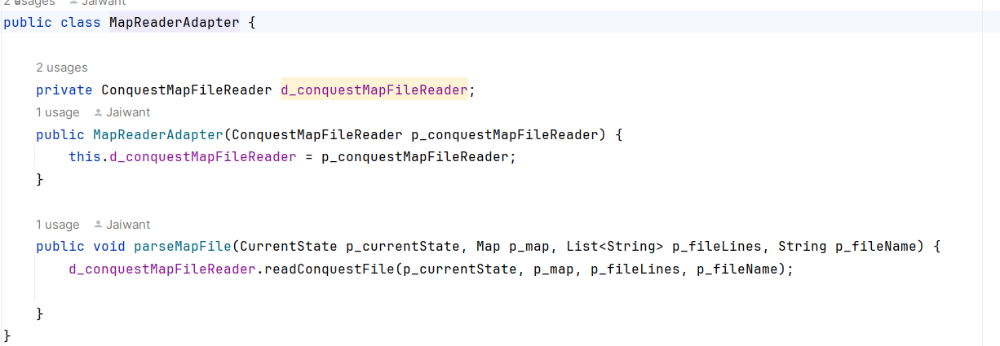 usages Jaiwant
public class MapReaderAdapter {
2 usages
private ConquestMapFileReader d_conquestMapFileReader;
1 usage Jaiwant
public MapReaderAdapter(ConquestMapFileReader p_conquestMapFileReader) {
this.d_conquestMapFileReader = p_conquestMapFileReader;
}
1 usage Jaiwant
public void parseMapFile(CurrentState p_currentState, Map p_map, List<String> p_fileLines, String p_fileName) {
d_conquestMapFileReader.readConquestFile(p_currentState, p_map, p_fileLines, p_fileName);
}
}